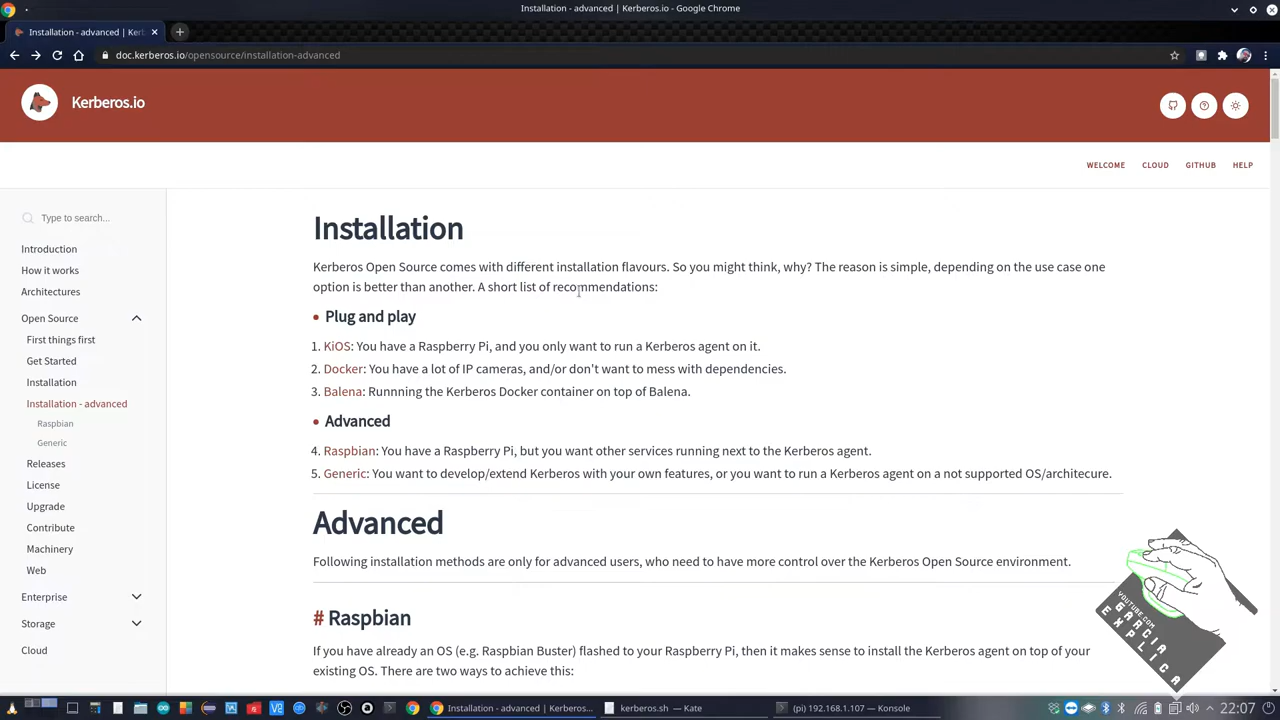 Installation - advanced | Kerberos.io - Google Chrome
Installation - advanced | Ker
doc.kerberos.io/opensource/installation-advanced
Kerberos.io
WELCOME CLOUD GITHUB HELP
Type to search...
Introduction
How it works
Architectures
Open Source
First things first
Get Started
Installation
Installation - advanced
Raspbian
Generic
Releases
License
Upgrade
Contribute
Machinery
Web
Enterprise
Storage
Cloud
Installation
Kerberos Open Source comes with different installation flavours. So you might think, why? The reason is simple, depending on the use case one
option is better than another. A short list of recommendations:
Plug and play
1. KiOS: You have a Raspberry Pi, and you only want to run a Kerberos agent on it.
2. Docker: You have a lot of IP cameras, and/or don't want to mess with dependencies.
3. Balena: Runnning the Kerberos Docker container on top of Balena.
Advanced
4. Raspbian: You have a Raspberry Pi, but you want other services running next to the Kerberos agent.
5. Generic: You want to develop/extend Kerberos with your own features, or you want to run a Kerberos agent on a not supported OS/architecure.
Advanced
Following installation methods are only for advanced users, who need to have more control over the Kerberos Open Source environment.
# Raspbian
If you have already an OS (e.g. Raspbian Buster) flashed to your Raspberry Pi, then it makes sense to install the Kerberos agent on top of your
existing OS. There are two ways to achieve this:
YOUTUBE.COM
GARCIA
EXPLICA
Installation - advanced | Kerberos...
kerberos.sh — Kate
(pi) 192.168.1.107 — Konsole
22:07